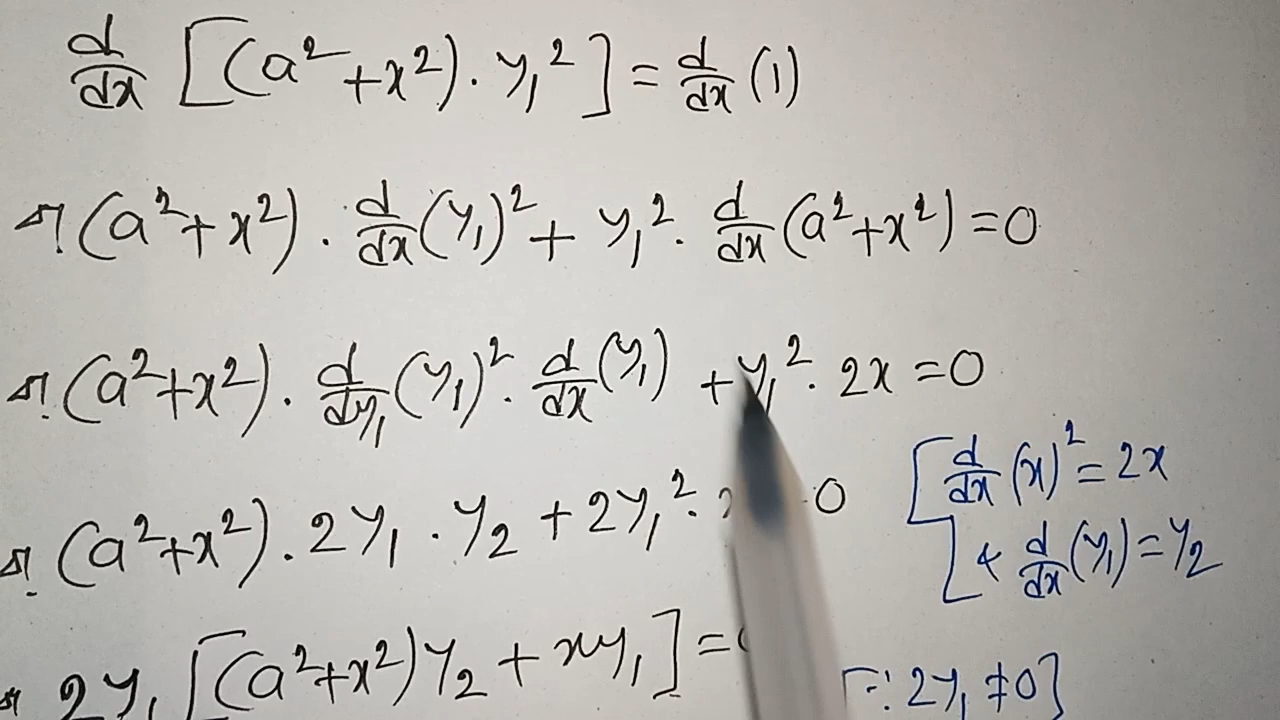 d/dx [(a²+x²). y₁²] = d/dx (1)
বা (a²+x²). d/dx (y₁)² + y₁². d/dx (a²+x²) = 0
বা, (a²+x²). d/dy₁ (y₁)². d/dx (y₁) + y₁². 2x = 0
[d/dx (x)² = 2x
বা, (a²+x²). 2y₁ . y₂ + 2y₁². 0
& d/dx (y₁) = y₂]
বা 2y₁ [(a²+x²)y₂ + xy₁] =
[∵ 2y₁ ≠ 0]